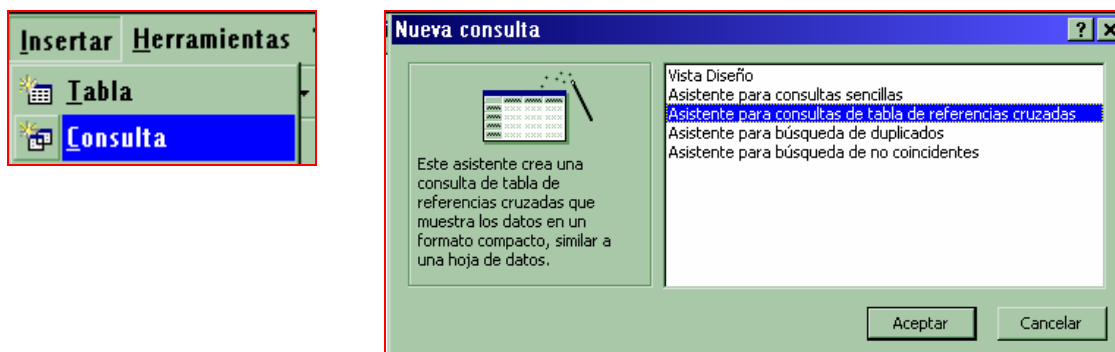 Insertar Herramientas
Tabla
Consulta
Nueva consulta
Este asistente crea una
consulta de tabla de
referencias cruzadas que
muestra los datos en un
formato compacto, similar a
una hoja de datos.
Vista Diseño
Asistente para consultas sencillas
Asistente para consultas de tabla de referencias cruzadas
Asistente para búsqueda de duplicados
Asistente para búsqueda de no coincidentes
Aceptar Cancelar